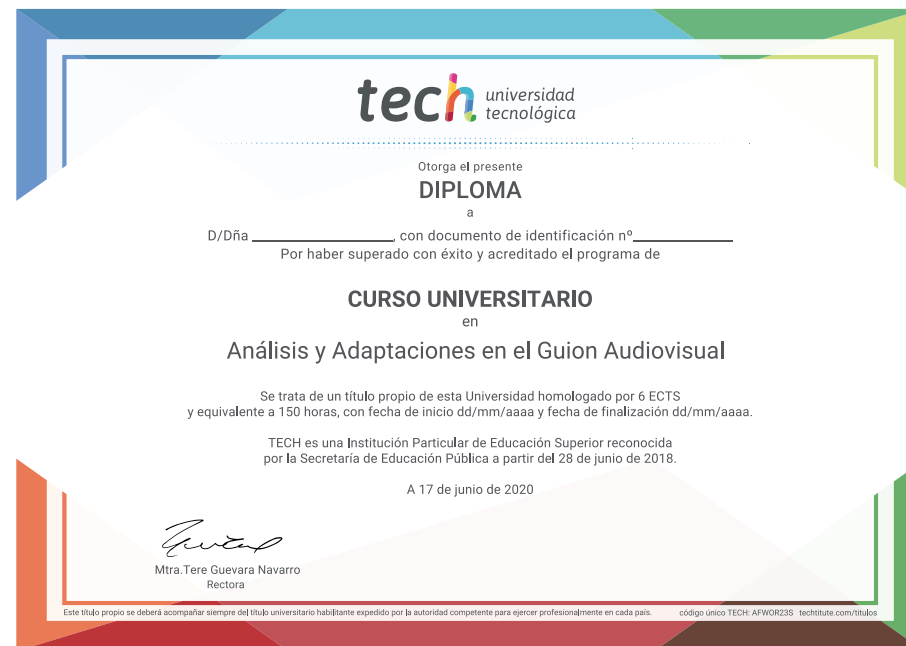 tech universidad
tecnológica
Otorga el presente
DIPLOMA
a
D/Dña ____________________, con documento de identificación nº______________
Por haber superado con éxito y acreditado el programa de
CURSO UNIVERSITARIO
en
Análisis y Adaptaciones en el Guion Audiovisual
Se trata de un título propio de esta Universidad homologado por 6 ECTS
y equivalente a 150 horas, con fecha de inicio dd/mm/aaaa y fecha de finalización dd/mm/aaaa.
TECH es una Institución Particular de Educación Superior reconocida
por la Secretaría de Educación Pública a partir del 28 de junio de 2018.
A 17 de junio de 2020
Mtra.Tere Guevara Navarro
Rectora
Este título propio se deberá acompañar siempre del título universitario habilitante expedido por la autoridad competente para ejercer profesionalmente en cada país. código único TECH: AFWOR23S techtitute.com/titulos